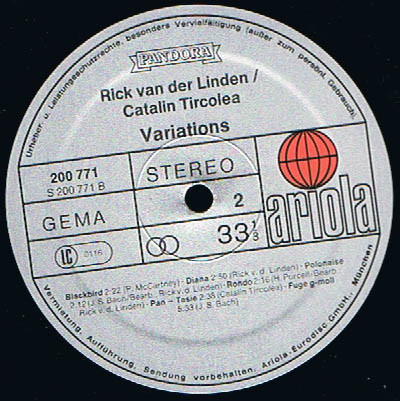 Urheber- u. Leistungsschutzrechte, besonders Vervielfältigung (außer zum persönl. Gebrauch),
PANDORA
Rick van der Linden /
Catalin Tircolea
Variations
200 771
S 200 771 B
STEREO
GEMA
2
LC 0116
33 1/3
ariola
Blackbird 2:22 (P. McCartney) · Diana 2:50 (Rick v. d. Linden) · Polonaise
2:12 (J. S. Bach/Bearb. Rick v. d. Linden) · Rondo 2:16 (H. Purcell/Bearb.
Rick v. d. Linden) · Pan – Tasie 2:35 (Catalin Tircolea) · Fuge g-moll
5:33 (J. S. Bach)
Vermietung, Aufführung, Sendung vorbehalten. Ariola-Eurodisc GmbH., München